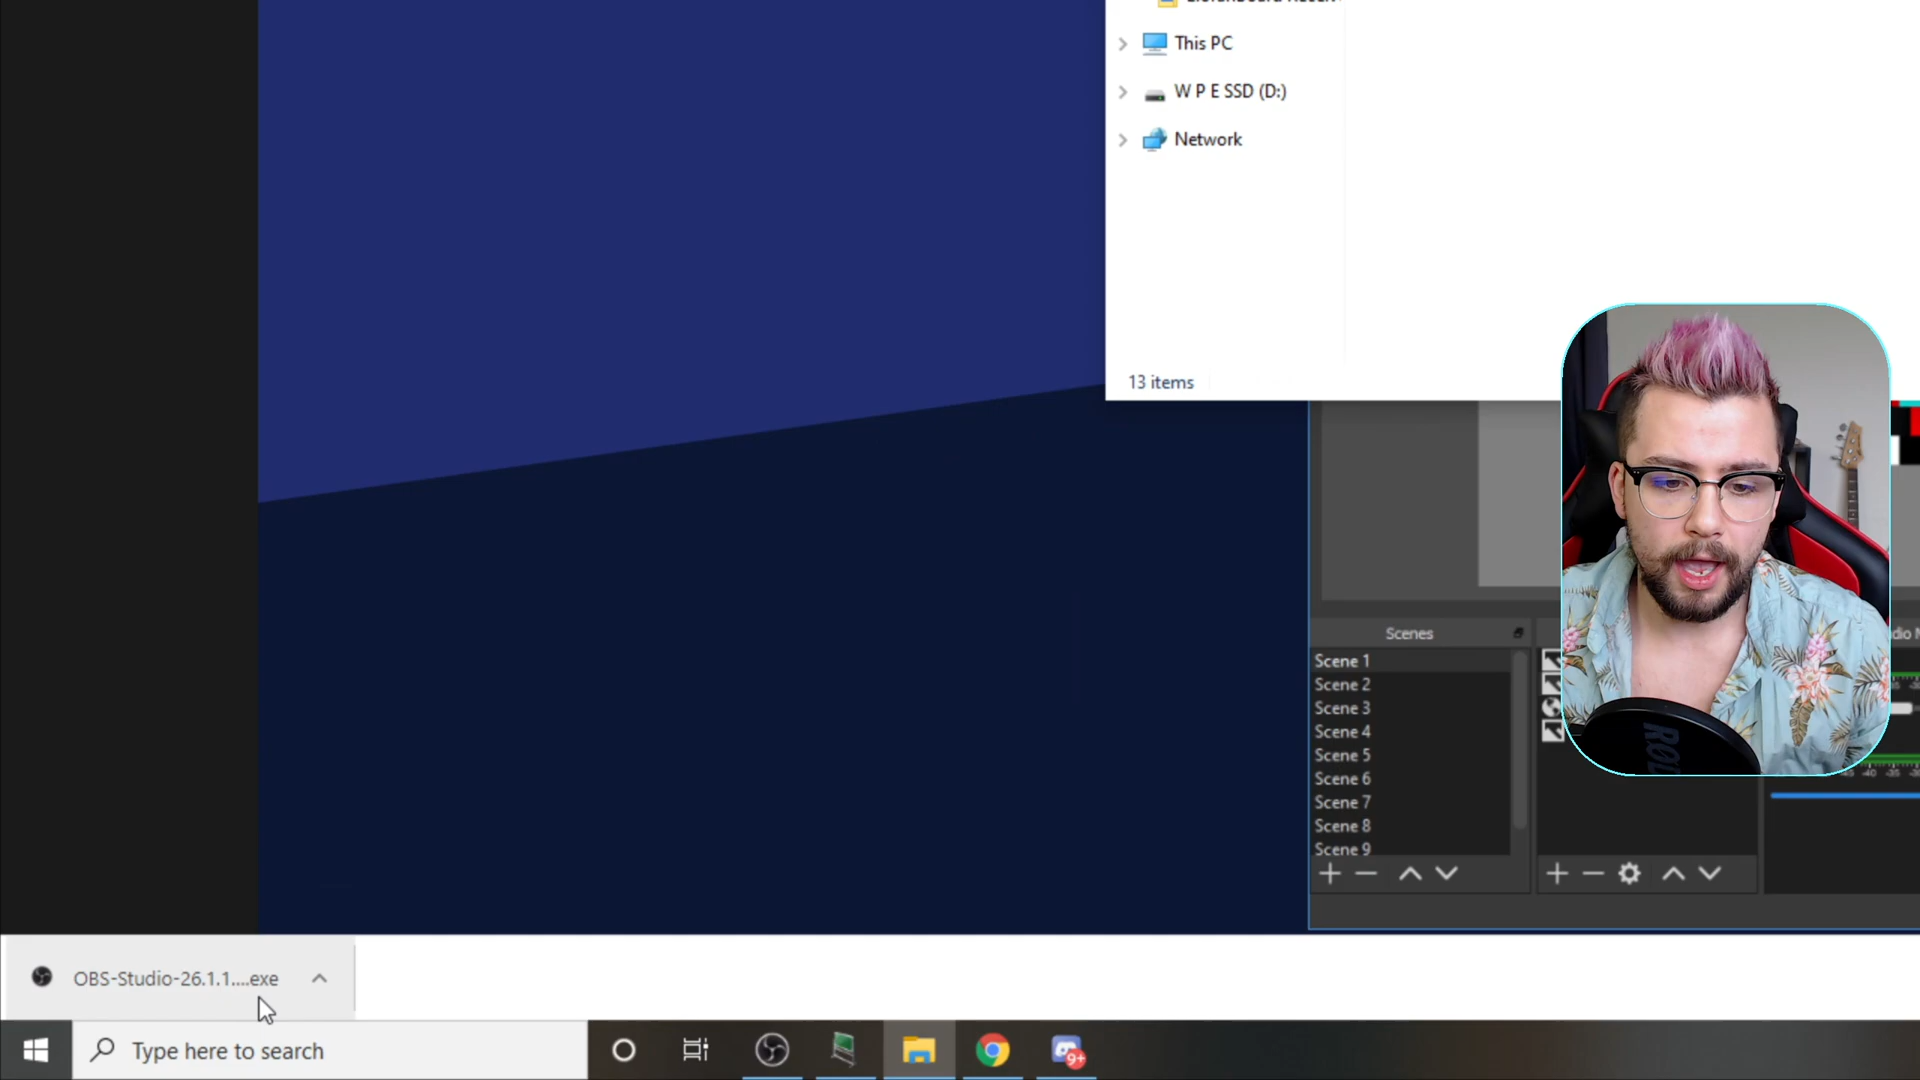 This PC
W P E SSD (D:)
Network
13 items
Scenes
Scene 1
Scene 2
Scene 3
Scene 4
Scene 5
Scene 6
Scene 7
Scene 8
Scene 9
OBS-Studio-26.1.1....exe
Type here to search
9+